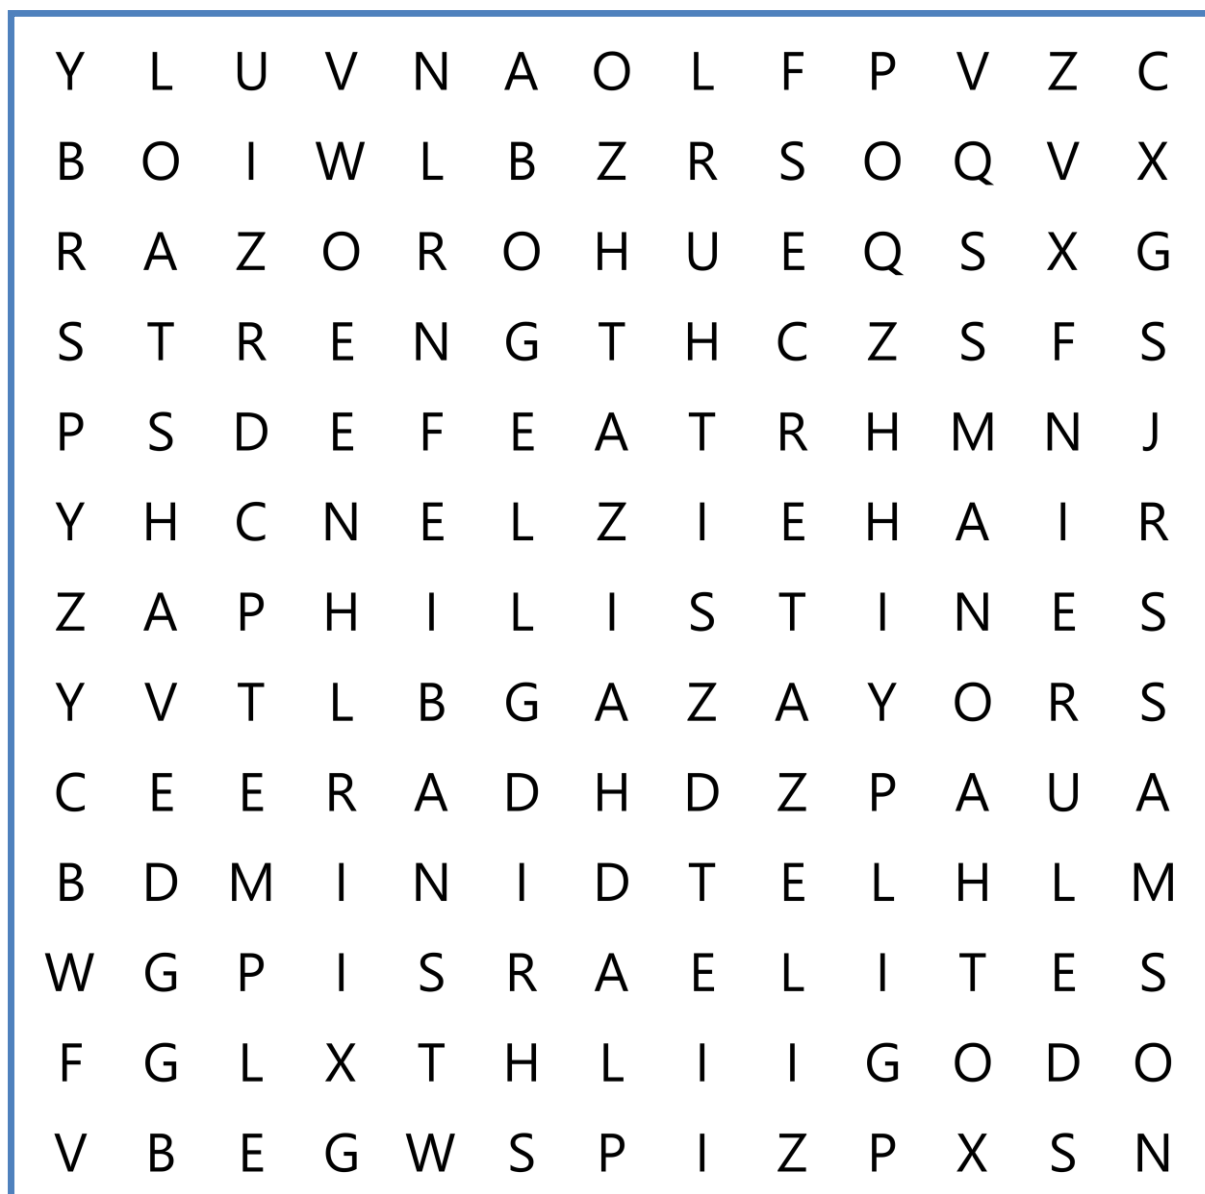 Y L U V N A O L F P V Z C
B O I W L B Z R S O Q V X
R A Z O R O H U E Q S X G
S T R E N G T H C Z S F S
P S D E F E A T R H M N J
Y H C N E L Z I E H A I R
Z A P H I L I S T I N E S
Y V T L B G A Z A Y O R S
C E E R A D H D Z P A U A
B D M I N I D T E L H L M
W G P I S R A E L I T E S
F G L X T H L I I G O D O
V B E G W S P I Z P X S N